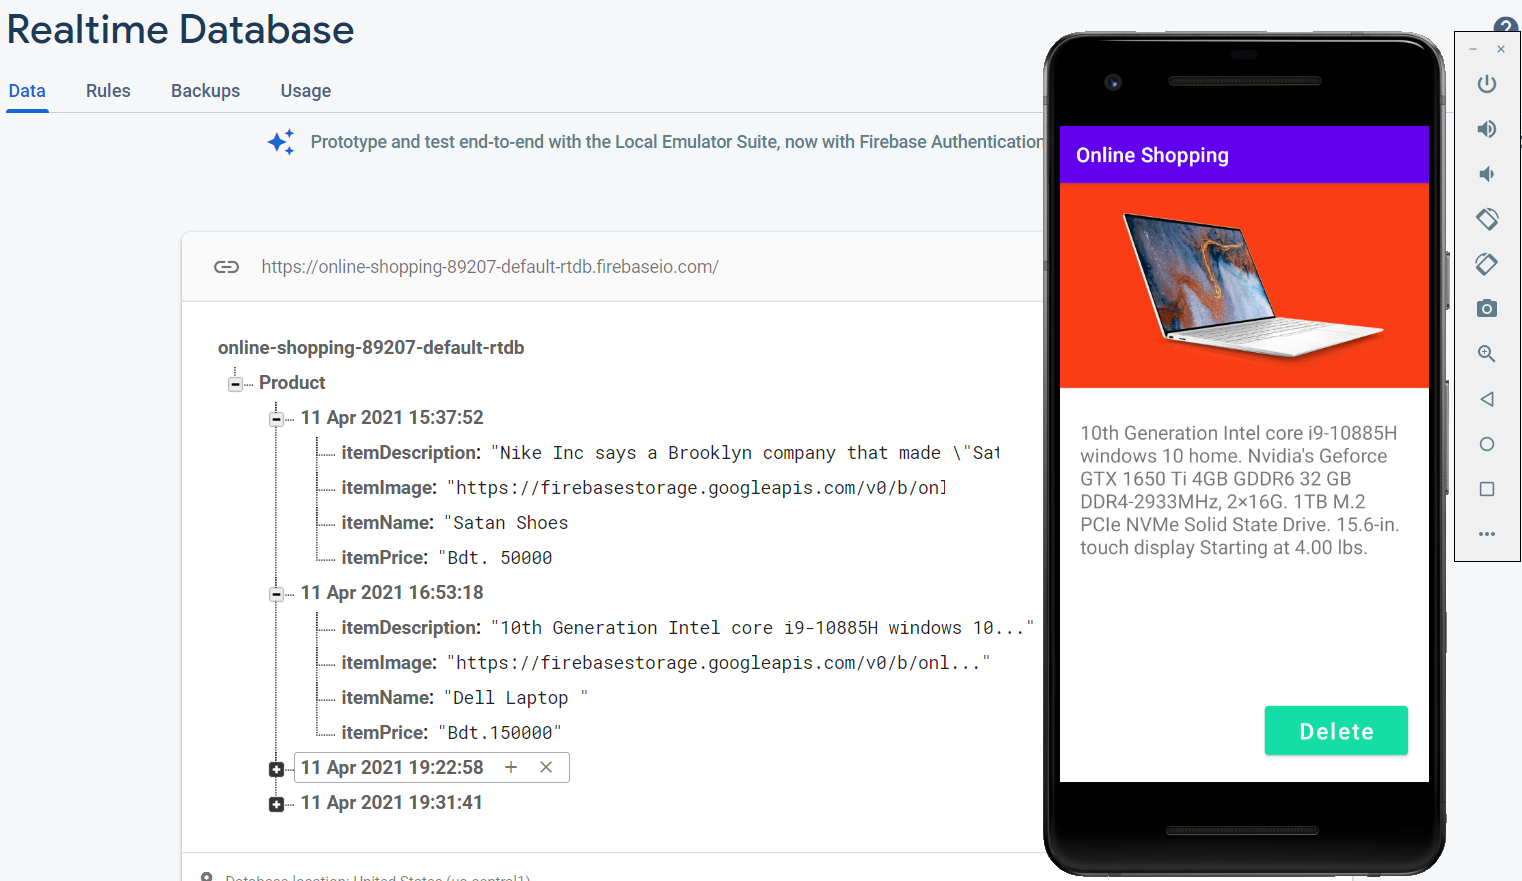 Realtime Database
Data Rules Backups Usage
Prototype and test end-to-end with the Local Emulator Suite, now with Firebase Authentication
https://online-shopping-89207-default-rtdb.firebaseio.com/
online-shopping-89207-default-rtdb
Product
11 Apr 2021 15:37:52
itemDescription: "Nike Inc says a Brooklyn company that made \"Sat
itemImage: "https://firebasestorage.googleapis.com/v0/b/onl
itemName: "Satan Shoes
itemPrice: "Bdt. 50000
11 Apr 2021 16:53:18
itemDescription: "10th Generation Intel core i9-10885H windows 10..."
itemImage: "https://firebasestorage.googleapis.com/v0/b/onl..."
itemName: "Dell Laptop "
itemPrice: "Bdt.150000"
11 Apr 2021 19:22:58 + ×
11 Apr 2021 19:31:41
Database location: United States (us-central1)
Online Shopping
10th Generation Intel core i9-10885H
windows 10 home. Nvidia's Geforce
GTX 1650 Ti 4GB GDDR6 32 GB
DDR4-2933MHz, 2×16G. 1TB M.2
PCIe NVMe Solid State Drive. 15.6-in.
touch display Starting at 4.00 lbs.
Delete
?